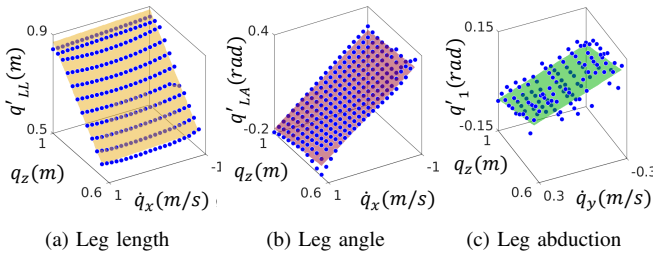 0.9
q′_LL(m)
0.5
1
q_z(m)
0.6
1
q̇_x(m/s)
-1
(a) Leg length
0.4
q′_LA(rad)
-0.2
1
q_z(m)
0.6
1
q̇_x(m/s)
-1
(b) Leg angle
0.15
q′_1(rad)
-0.15
1
q_z(m)
0.6
0.3
q̇_y(m/s)
-0.3
(c) Leg abduction